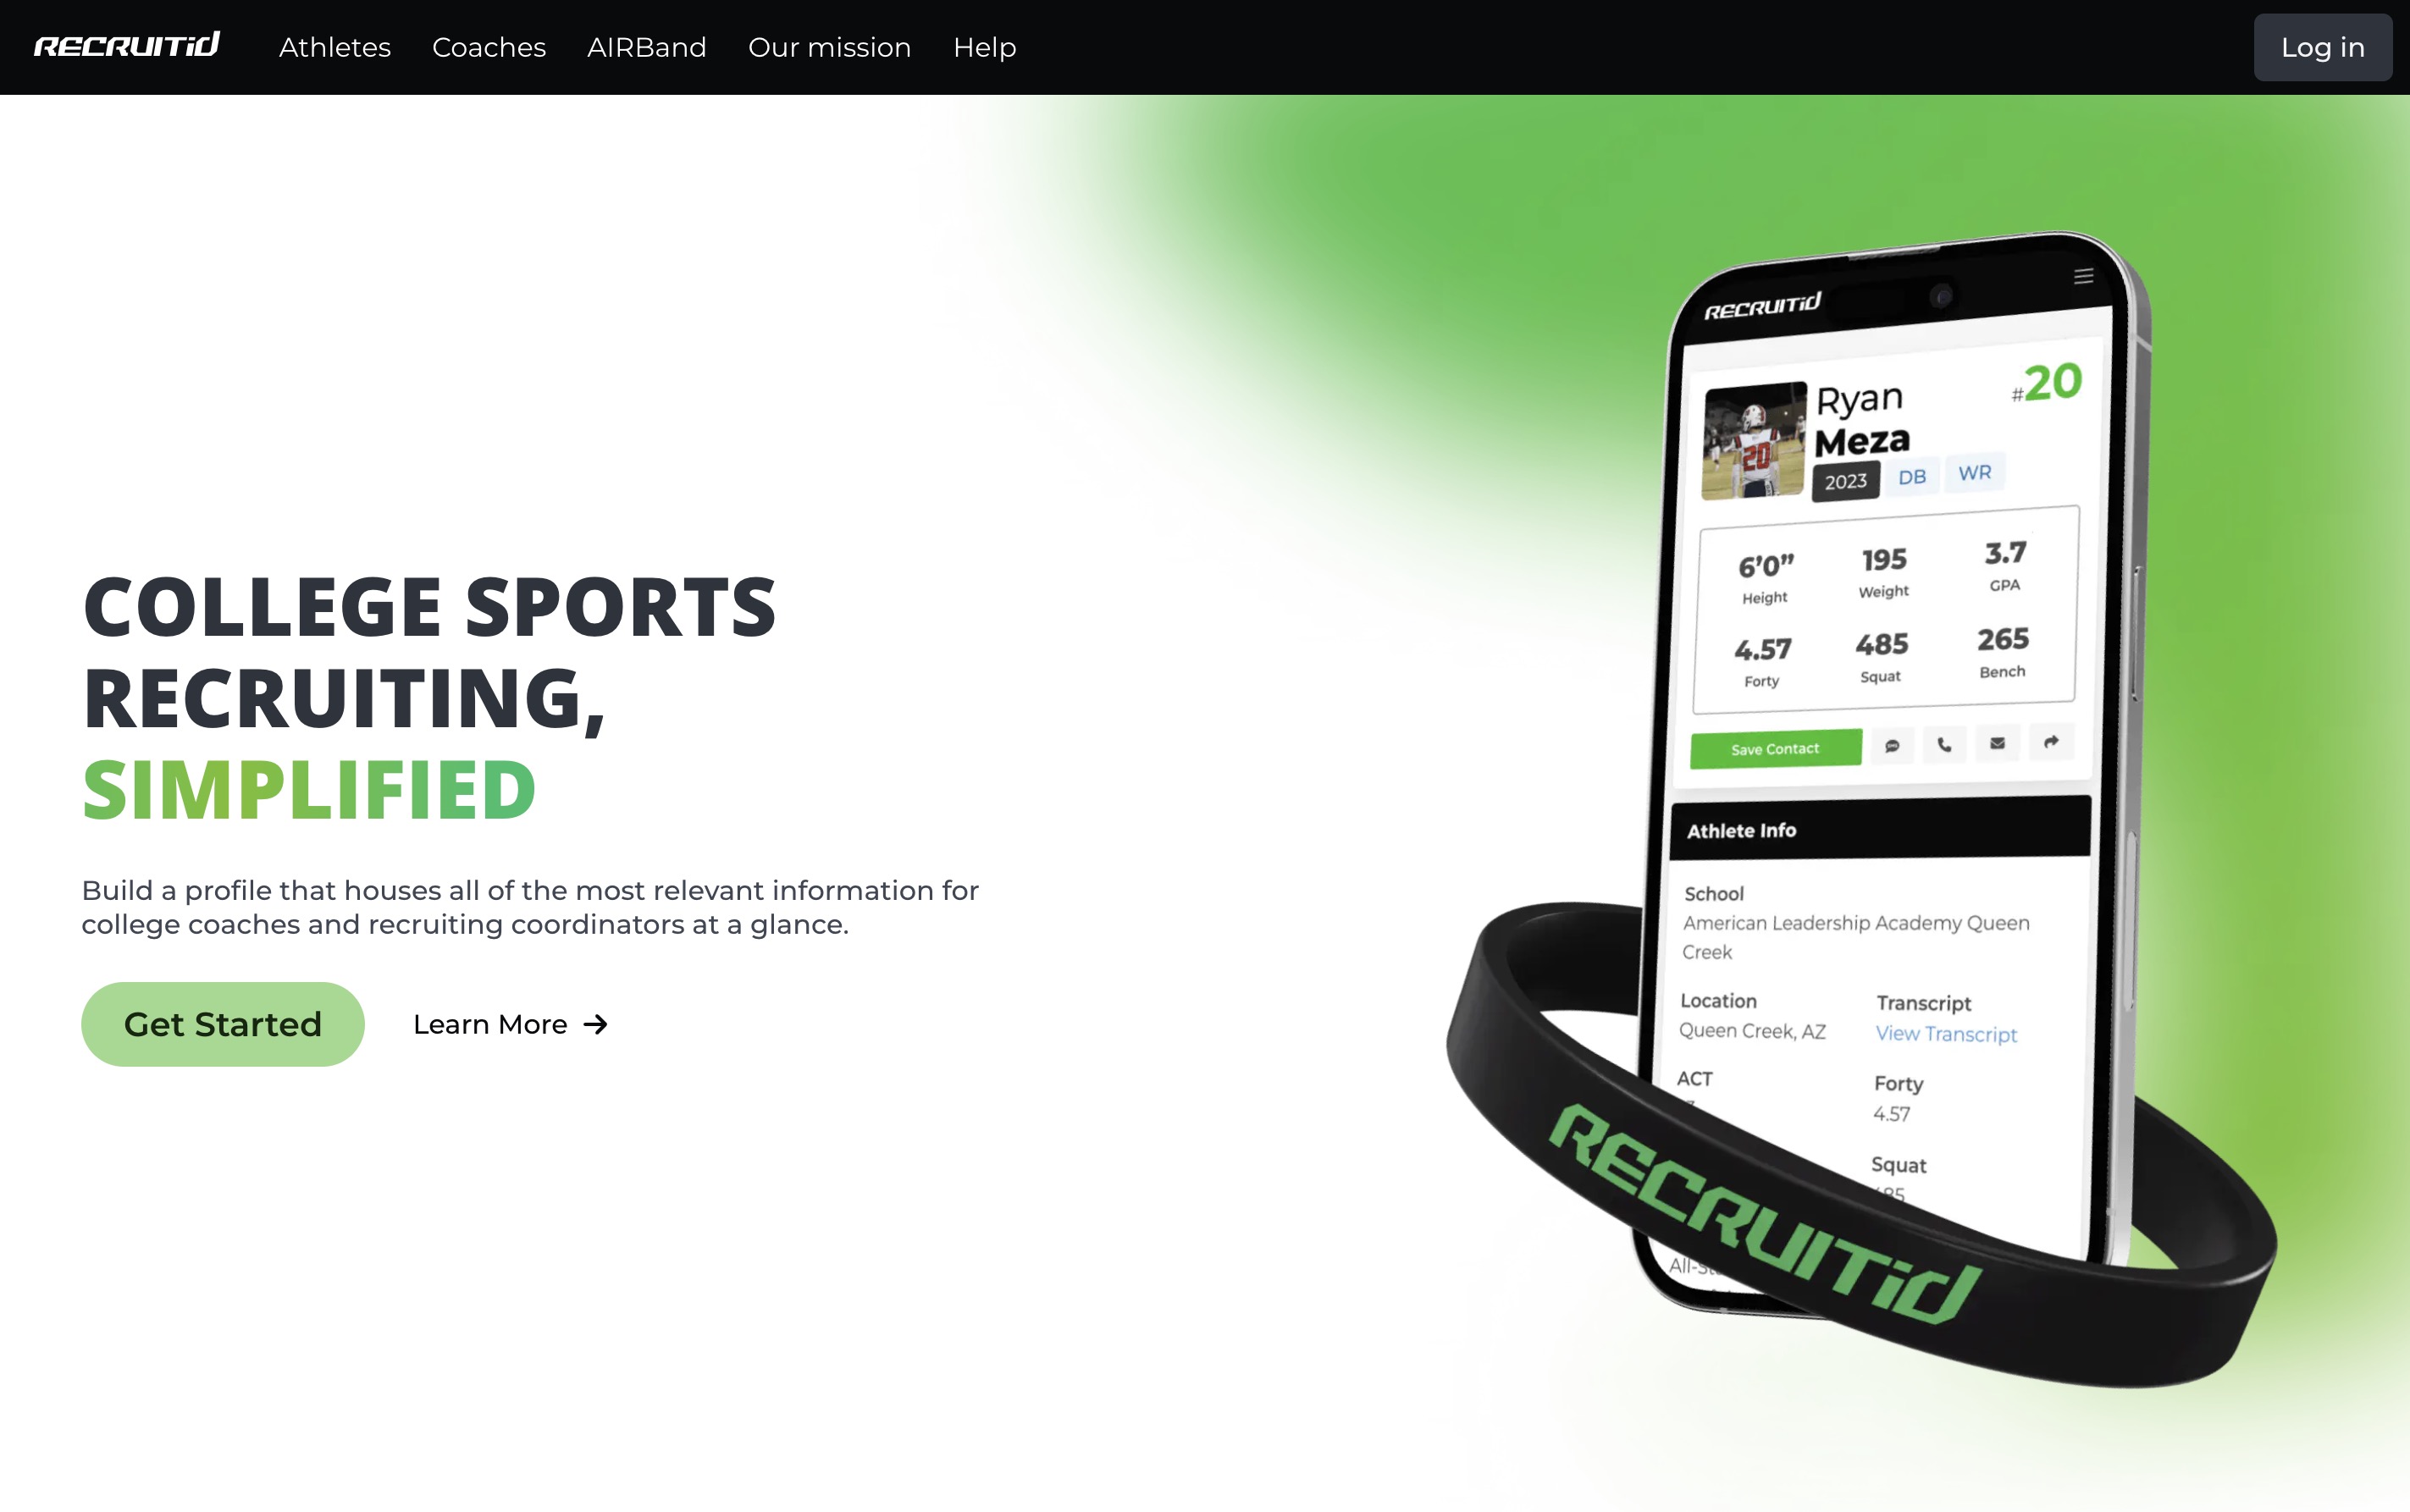 RECRUITid
Athletes
Coaches
AIRBand
Our mission
Help
Log in
COLLEGE SPORTS
RECRUITING,
SIMPLIFIED
Build a profile that houses all of the most relevant information for
college coaches and recruiting coordinators at a glance.
Get Started
Learn More
RECRUITid
Ryan
Meza
#20
2023
DB
WR
20
6’0”
Height
195
Weight
3.7
GPA
4.57
Forty
485
Squat
265
Bench
Save Contact
Athlete Info
School
American Leadership Academy Queen
Creek
Location
Queen Creek, AZ
Transcript
View Transcript
ACT
Forty
4.57
Squat
RECRUITid